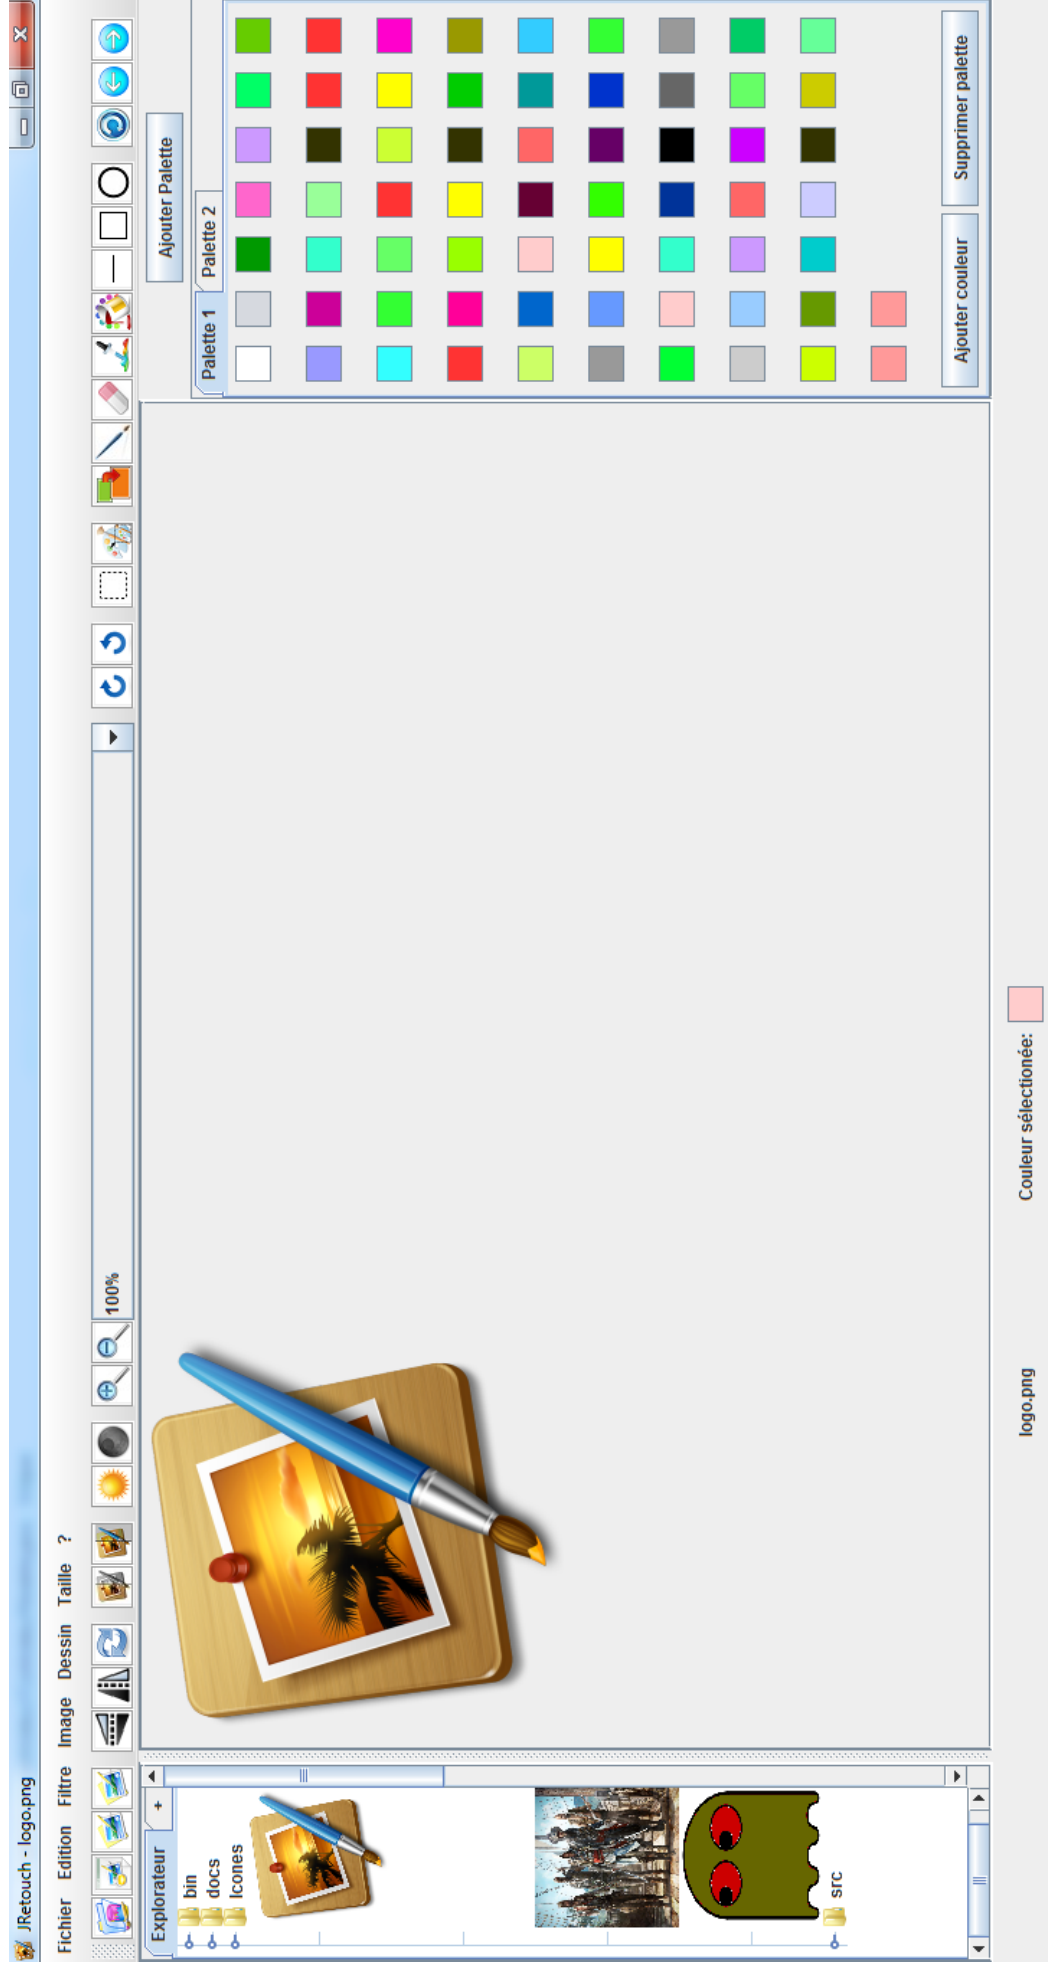 JRetouch - logo.png
Fichier Edition Filtre Image Dessin Taille ?
100%
Explorateur +
bin
docs
Icones
src
Ajouter Palette
Palette 1 Palette 2
Ajouter couleur Supprimer palette
logo.png Couleur sélectionée: